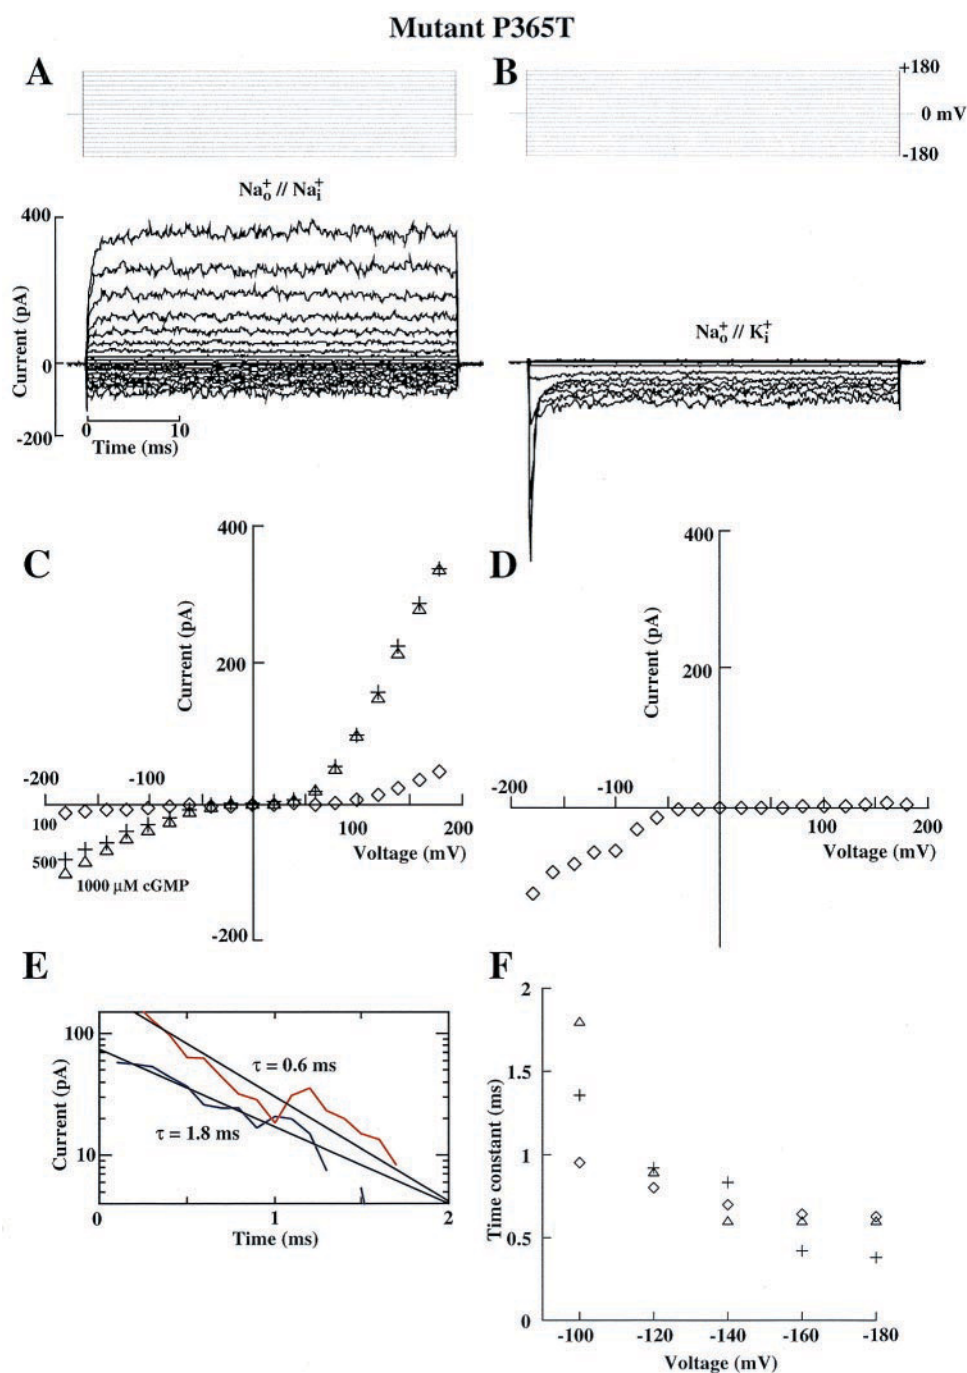 Mutant P365T
A
B
+180
0 mV
-180
Na⁺ₒ // Na⁺ᵢ
400
Current (pA)
0
-200
0 10
Time (ms)
Na⁺ₒ // K⁺ᵢ
C
400
Current (pA)
200
-200 -100
100
500
1000 μM cGMP
100 200
Voltage (mV)
-200
D
400
Current (pA)
200
-200 -100
100 200
Voltage (mV)
E
100
Current (pA)
10
τ = 0.6 ms
τ = 1.8 ms
0 1 2
Time (ms)
F
2
1.5
Time constant (ms)
1
0.5
0
-100 -120 -140 -160 -180
Voltage (mV)